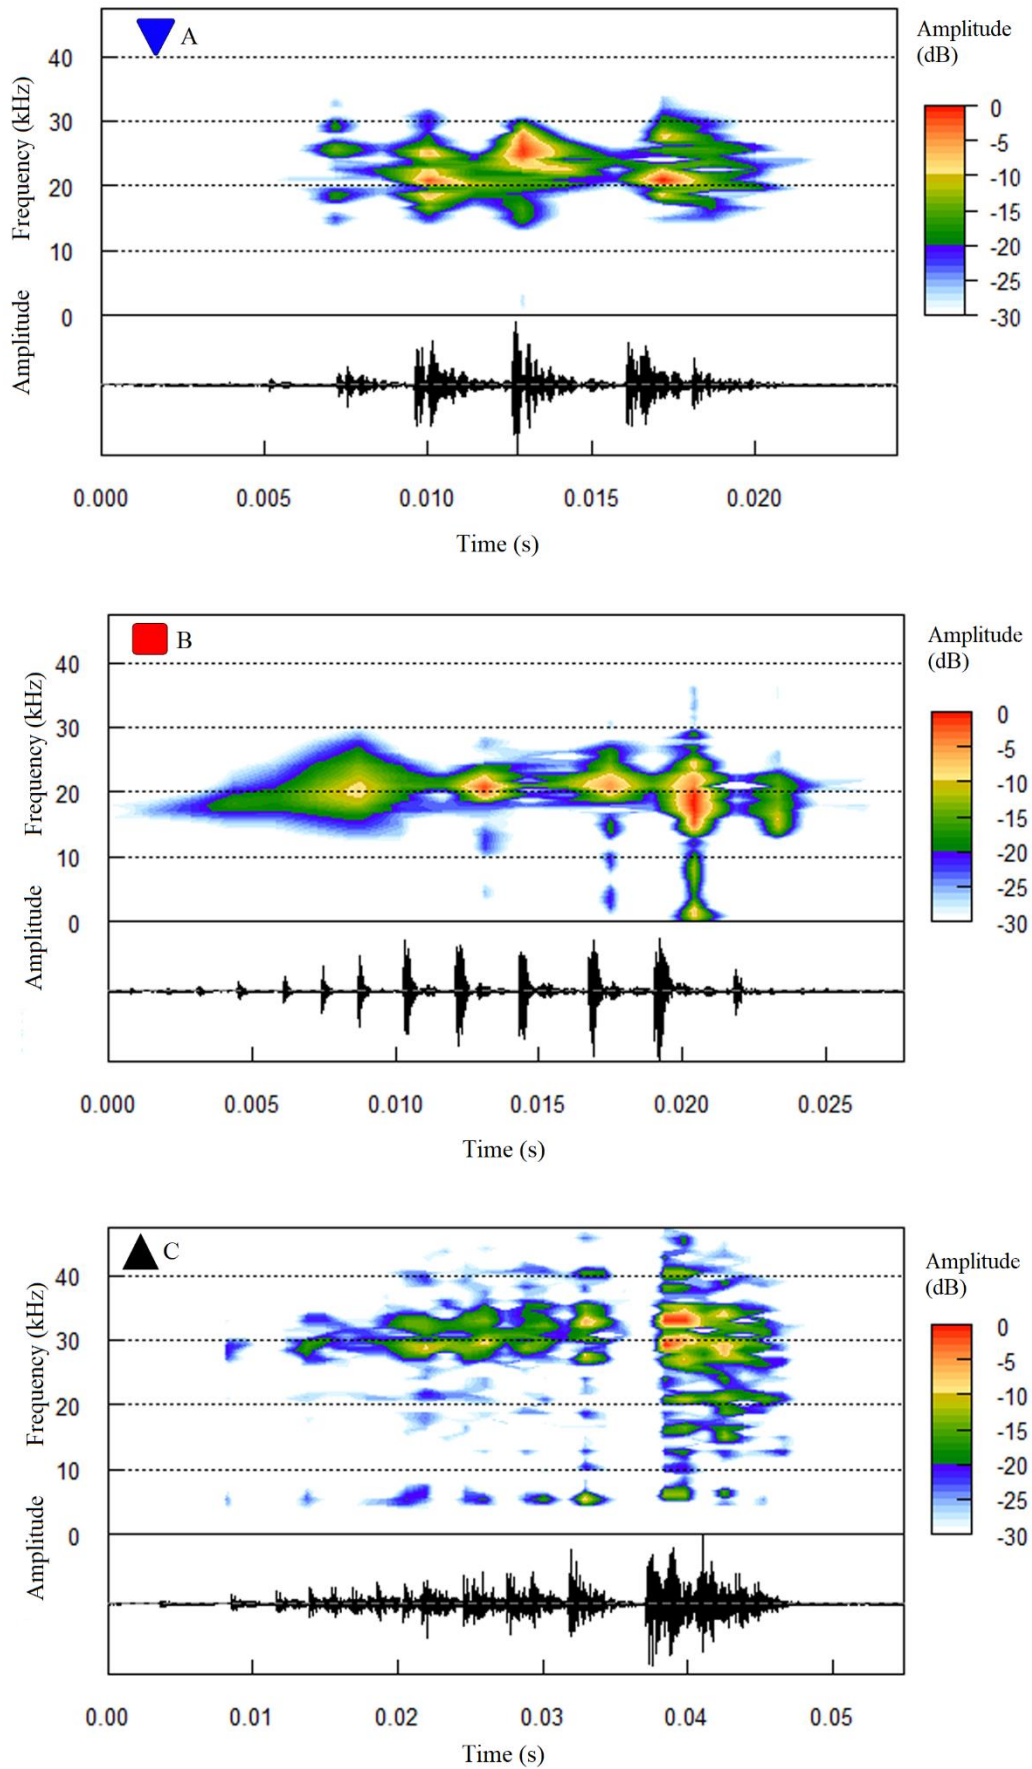 A
Amplitude
(dB)
Frequency (kHz)
40
30
20
10
0
0
-5
-10
-15
-20
-25
-30
Amplitude
0.000 0.005 0.010 0.015 0.020
Time (s)
B
Amplitude
(dB)
Frequency (kHz)
40
30
20
10
0
0
-5
-10
-15
-20
-25
-30
Amplitude
0.000 0.005 0.010 0.015 0.020 0.025
Time (s)
C
Amplitude
(dB)
Frequency (kHz)
40
30
20
10
0
0
-5
-10
-15
-20
-25
-30
Amplitude
0.00 0.01 0.02 0.03 0.04 0.05
Time (s)